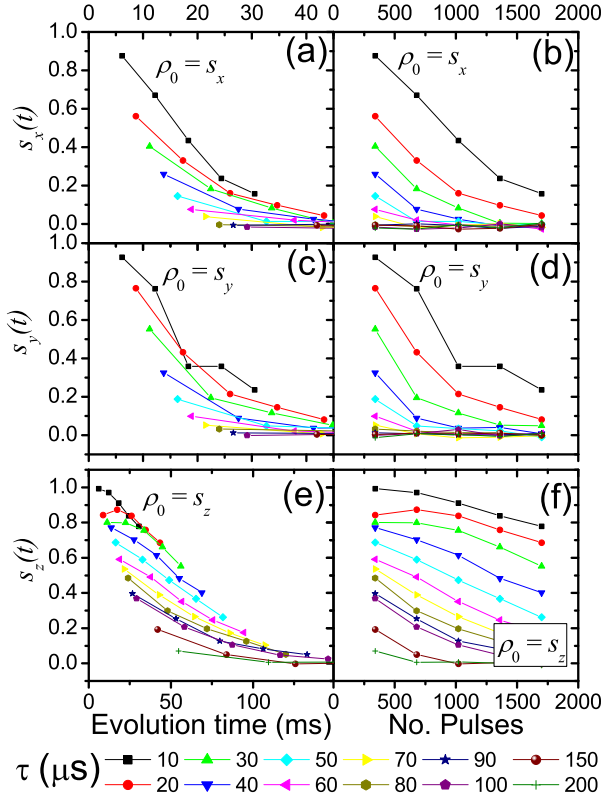 0 10 20 30 40 0 500 1000 1500 2000
1.0
0.8
0.6
0.4
0.2
0.0
s_x(t)
ρ_0 = s_x
(a)
ρ_0 = s_x
(b)
1.0
0.8
0.6
0.4
0.2
0.0
s_y(t)
ρ_0 = s_y
(c)
ρ_0 = s_y
(d)
1.0
0.8
0.6
0.4
0.2
0.0
s_z(t)
ρ_0 = s_z
(e)
(f)
ρ_0 = s_z
0 50 100 0 500 1000 1500 2000
Evolution time (ms) No. Pulses
τ (μs)
10 30 50 70 90 150
20 40 60 80 100 200